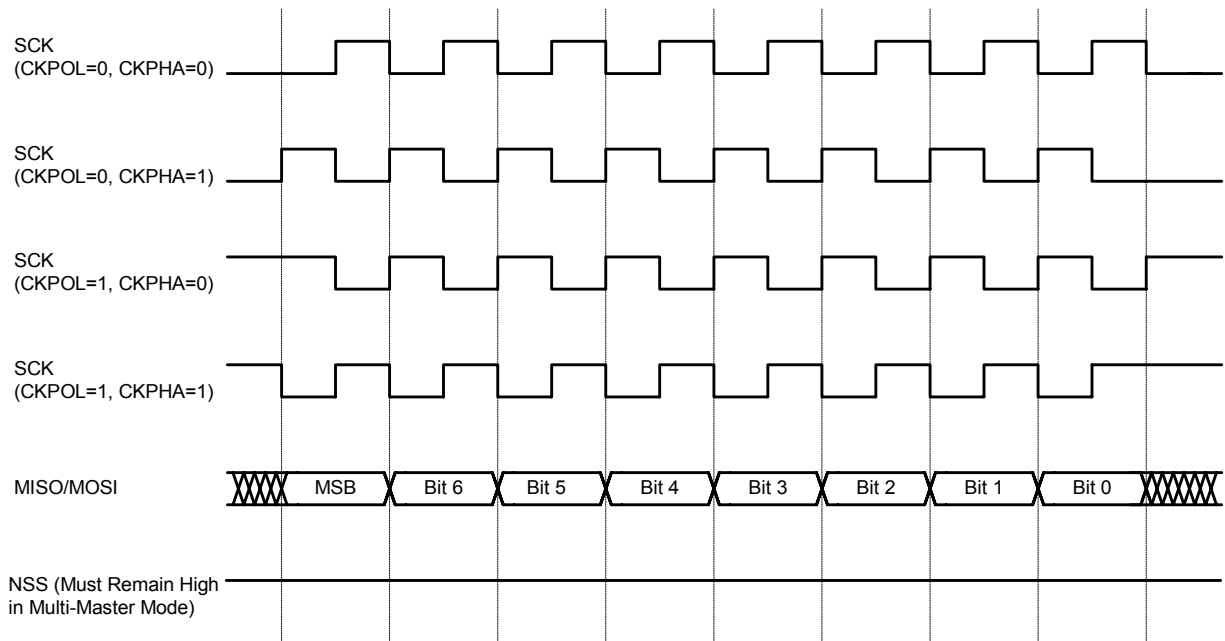 SCK
(CKPOL=0, CKPHA=0)
SCK
(CKPOL=0, CKPHA=1)
SCK
(CKPOL=1, CKPHA=0)
SCK
(CKPOL=1, CKPHA=1)
MISO/MOSI
MSB
Bit 6
Bit 5
Bit 4
Bit 3
Bit 2
Bit 1
Bit 0
NSS (Must Remain High
in Multi-Master Mode)